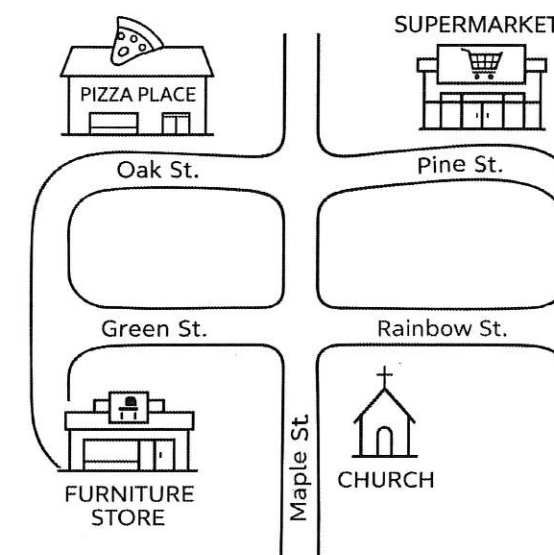 SUPERMARKET
PIZZA PLACE
Oak St.
Pine St.
Green St.
Rainbow St.
Maple St.
CHURCH
FURNITURE
STORE